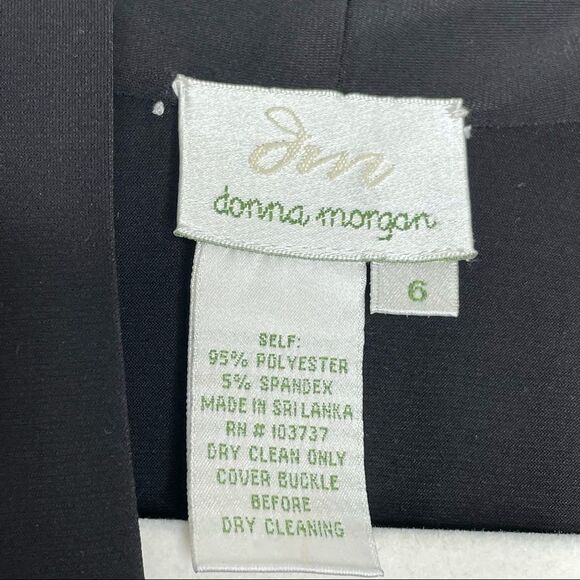 dm
donna morgan
6
SELF:
95% POLYESTER
5% SPANDEX
MADE IN SRI LANKA
RN # 103737
DRY CLEAN ONLY
COVER BUCKLE
BEFORE
DRY CLEANING